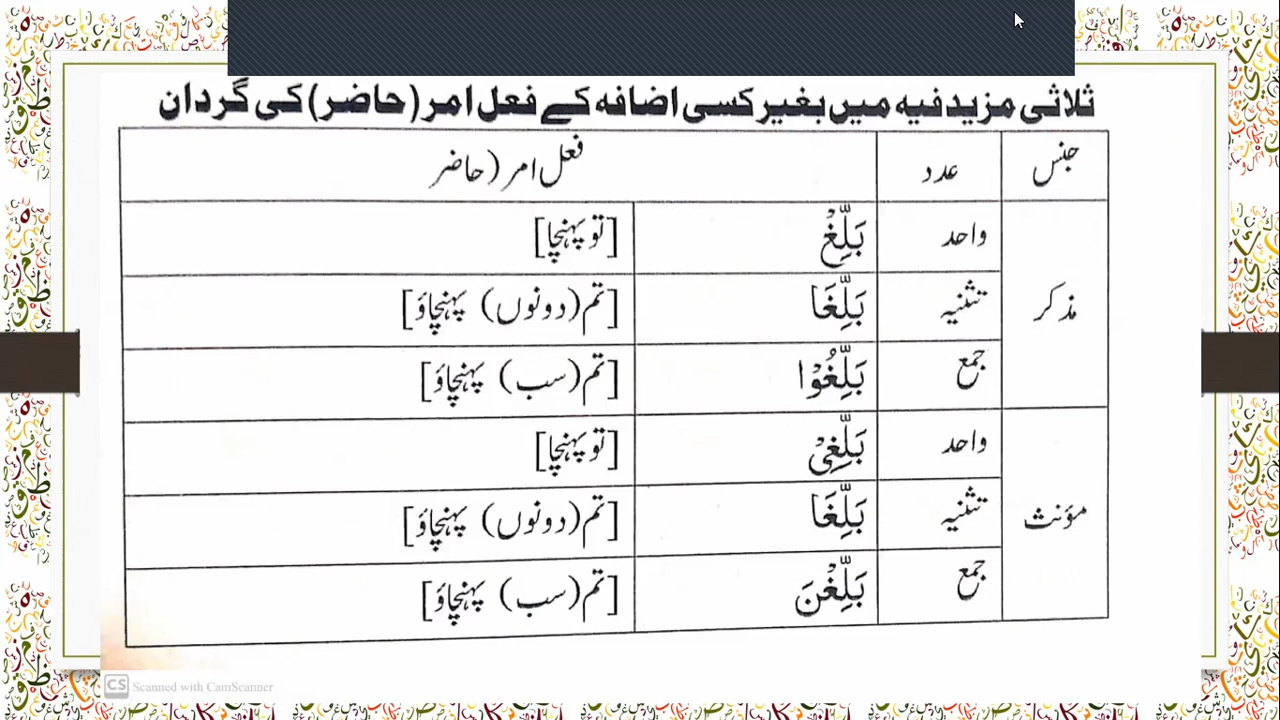 ثلاثی مزید فیه میں بغیر کسی اضافہ کے فعل امر (حاضر) کی گردان
جنس عدد فعل امر (حاضر
مذکر واحد بَلِّغْ [تو پہنچا]
تثنیہ بَلِّغَا [تم (دونوں) پہنچاؤ]
جمع بَلِّغُوْا [تم (سب) پہنچاؤ]
مؤنث واحد بَلِّغِیْ [تو پہنچا]
تثنیہ بَلِّغَا [تم (دونوں) پہنچاؤ]
جمع بَلِّغْنَ [تم (سب) پہنچاؤ]
CS Scanned with CamScanner